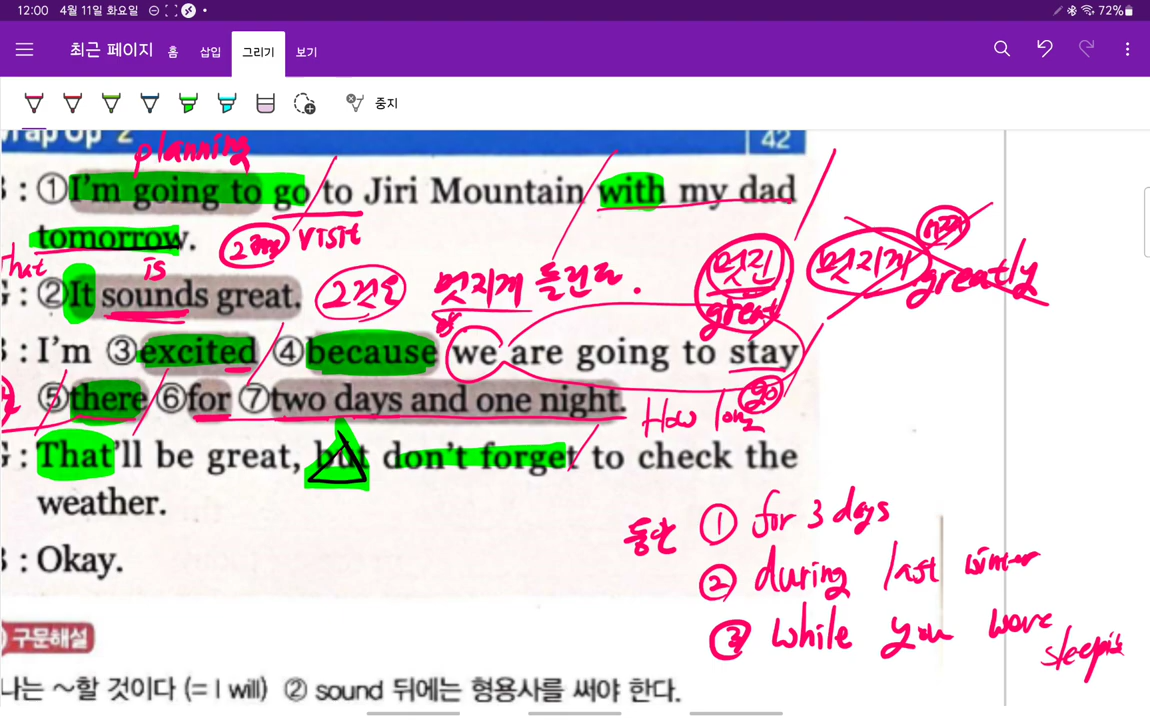 12:00 4월 11일 화요일
72%
최근 페이지 홈 삽입 그리기 보기
중지
Wrap Up 2 42
planning
: ①I'm going to go to Jiri Mountain with my dad
tomorrow.
visit
That is
: ②It sounds great. 그것은 멋지게 들린다.
멋진 great
멋지게 greatly
: I'm ③excited ④because we are going to stay
⑤there ⑥for ⑦two days and one night.
How long
G: That'll be great, but don't forget to check the
weather.
: Okay.
동안 ① for 3 days
② during last winter
③ while you were sleeping
구문해설
나는 ~할 것이다 (= I will) ② sound 뒤에는 형용사를 써야 한다.